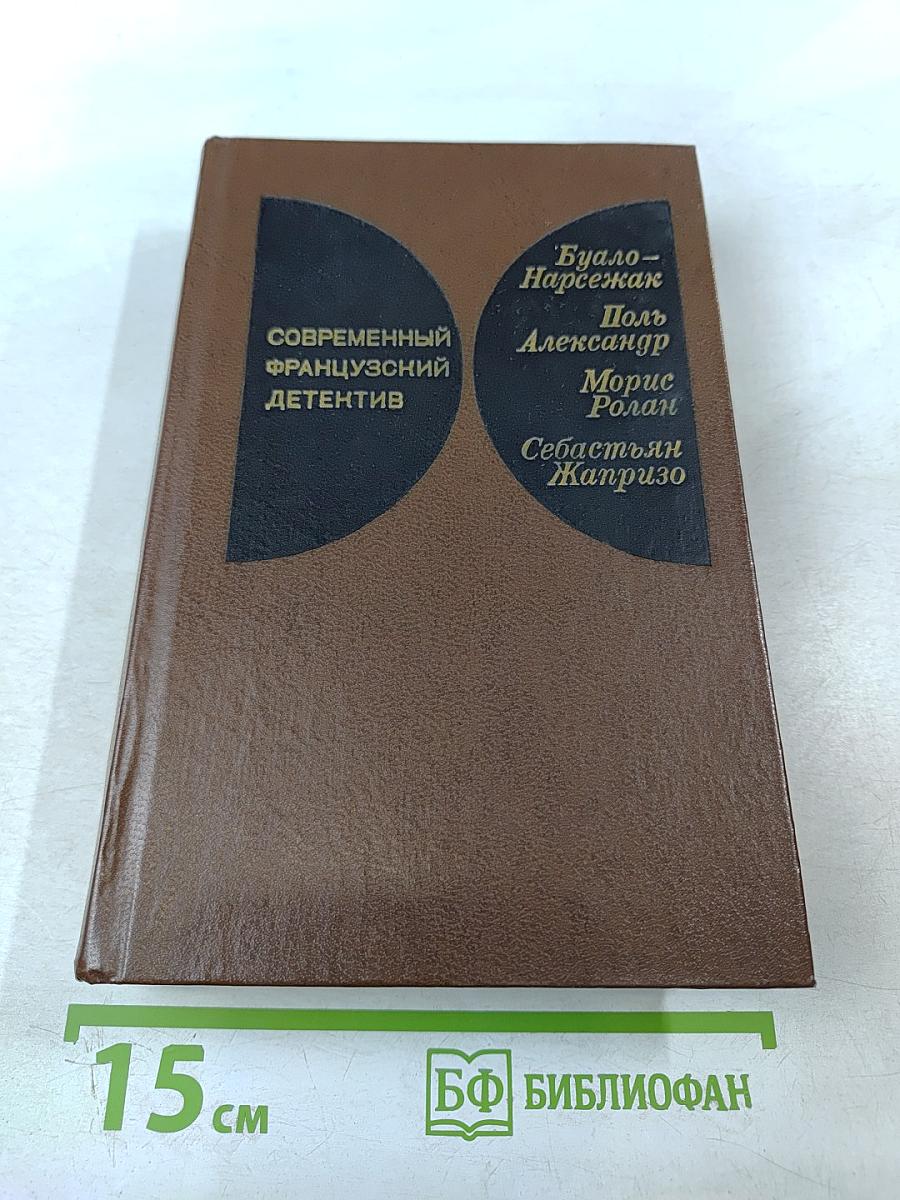 СОВРЕМЕННЫЙ
ФРАНЦУЗСКИЙ
ДЕТЕКТИВ
Буало–
Нарсежак
Поль
Александр
Морис
Ролан
Себастьян
Жапризо
15 см
БФ БИБЛИОФАН